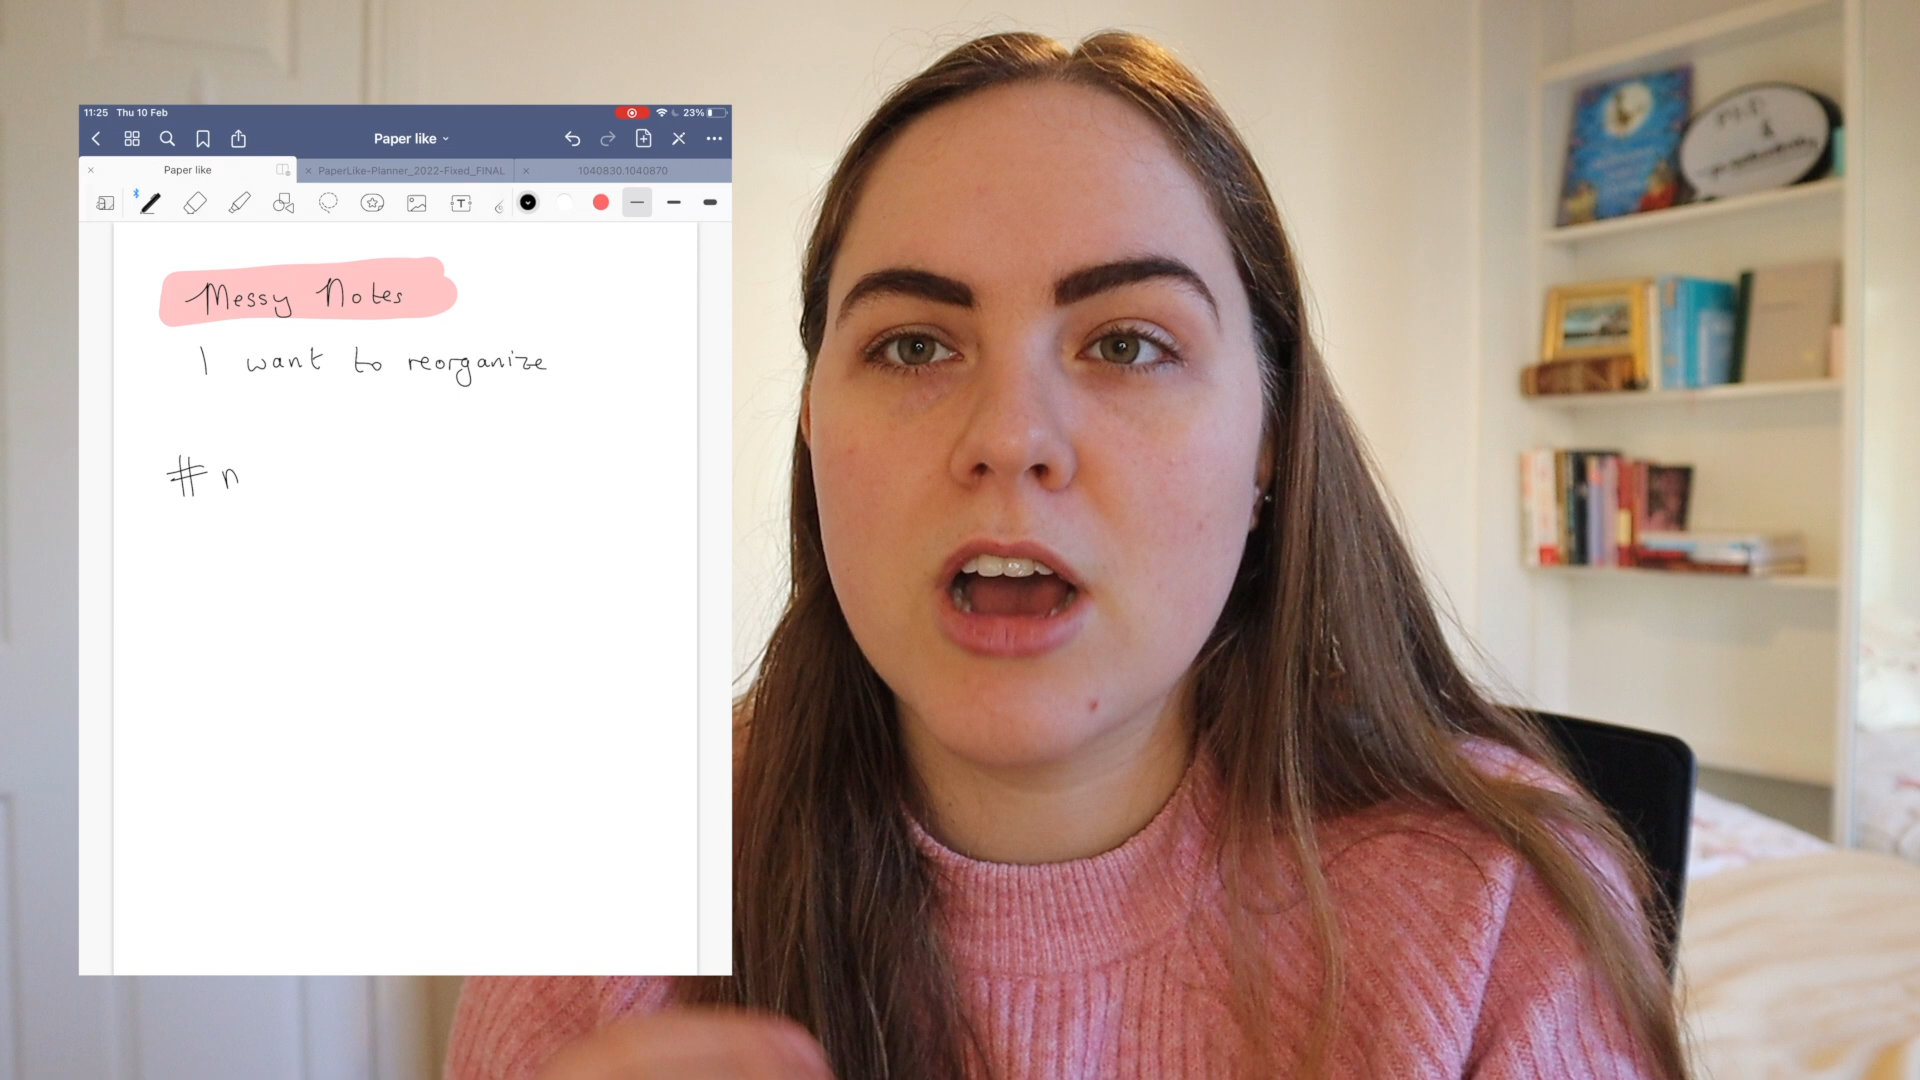 11:25 Thu 10 Feb 23%
Paper like
Paper like PaperLike-Planner_2022-Fixed_FINAL 1040830.1040870
T
Messy Notes
I want to reorganize
# n